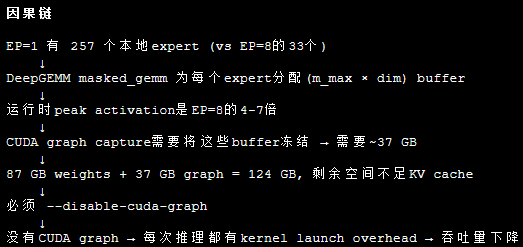 因果链
EP=1 有 257 个本地expert (vs EP=8的33个)
↓
DeepGEMM masked_gemm 为每个expert分配 (m_max × dim) buffer
↓
运行时peak activation是EP=8的4-7倍
↓
CUDA graph capture需要将这些buffer冻结 → 需要~37 GB
↓
87 GB weights + 37 GB graph = 124 GB, 剩余空间不足KV cache
↓
必须 --disable-cuda-graph
↓
没有CUDA graph → 每次推理都有kernel launch overhead → 吞吐量下降